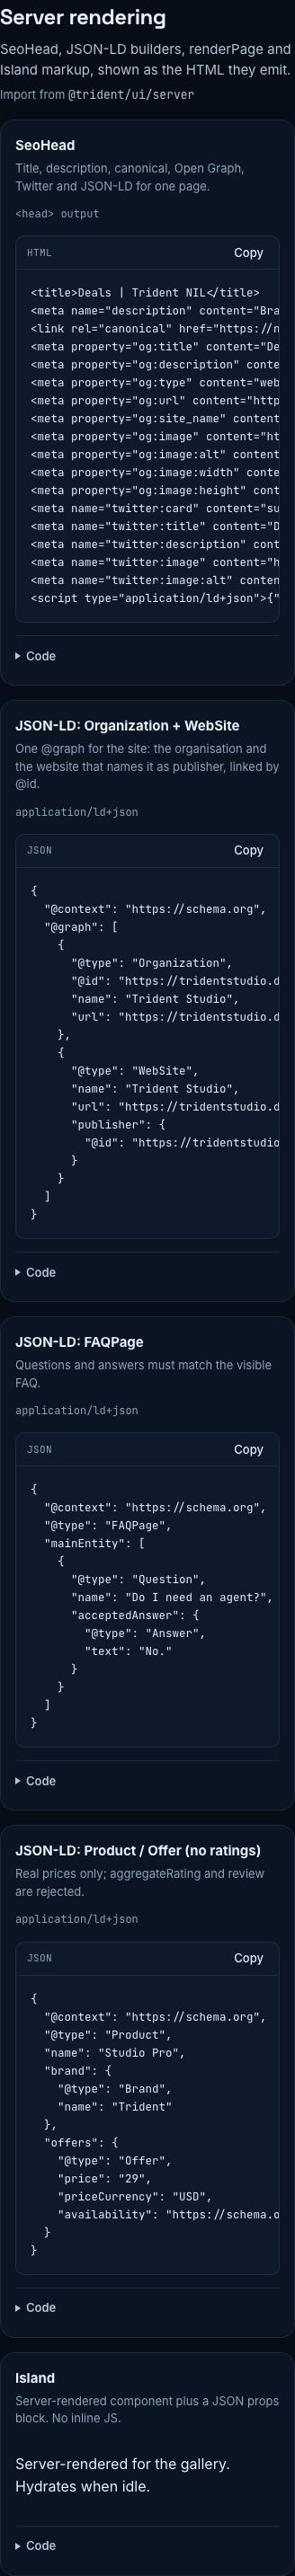 Server rendering
SeoHead, JSON-LD builders, renderPage and
Island markup, shown as the HTML they emit.
Import from @trident/ui/server
SeoHead
Title, description, canonical, Open Graph,
Twitter and JSON-LD for one page.
<head> output
HTML
Copy
<title>Deals | Trident NIL</title>
<meta name="description" content="Bra
<link rel="canonical" href="https://n
<meta property="og:title" content="De
<meta property="og:description" conte
<meta property="og:type" content="web
<meta property="og:url" content="http
<meta property="og:site_name" content
<meta property="og:image" content="ht
<meta property="og:image:alt" content
<meta property="og:image:width" conte
<meta property="og:image:height" cont
<meta name="twitter:card" content="su
<meta name="twitter:title" content="D
<meta name="twitter:description" cont
<meta name="twitter:image" content="h
<meta name="twitter:image:alt" conten
<script type="application/ld+json">{"
Code
JSON-LD: Organization + WebSite
One @graph for the site: the organisation and
the website that names it as publisher, linked by
@id.
application/ld+json
JSON
Copy
{
"@context": "https://schema.org",
"@graph": [
{
"@type": "Organization",
"@id": "https://tridentstudio.d
"name": "Trident Studio",
"url": "https://tridentstudio.d
},
{
"@type": "WebSite",
"name": "Trident Studio",
"url": "https://tridentstudio.d
"publisher": {
"@id": "https://tridentstudio
}
}
]
}
Code
JSON-LD: FAQPage
Questions and answers must match the visible
FAQ.
application/ld+json
JSON
Copy
{
"@context": "https://schema.org",
"@type": "FAQPage",
"mainEntity": [
{
"@type": "Question",
"name": "Do I need an agent?",
"acceptedAnswer": {
"@type": "Answer",
"text": "No."
}
}
]
}
Code
JSON-LD: Product / Offer (no ratings)
Real prices only; aggregateRating and review
are rejected.
application/ld+json
JSON
Copy
{
"@context": "https://schema.org",
"@type": "Product",
"name": "Studio Pro",
"brand": {
"@type": "Brand",
"name": "Trident"
},
"offers": {
"@type": "Offer",
"price": "29",
"priceCurrency": "USD",
"availability": "https://schema.o
}
}
Code
Island
Server-rendered component plus a JSON props
block. No inline JS.
Server-rendered for the gallery.
Hydrates when idle.
Code